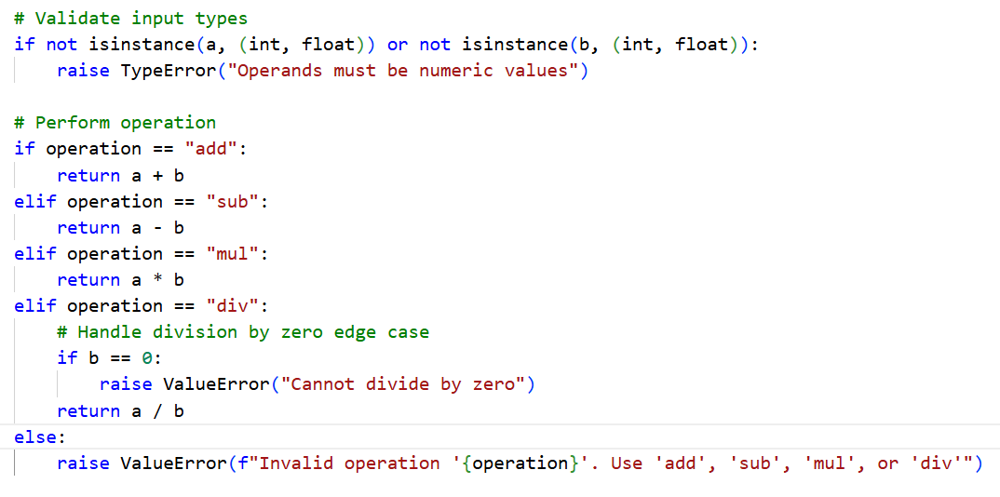 # Validate input types
if not isinstance(a, (int, float)) or not isinstance(b, (int, float)):
    raise TypeError("Operands must be numeric values")

# Perform operation
if operation == "add":
    return a + b
elif operation == "sub":
    return a - b
elif operation == "mul":
    return a * b
elif operation == "div":
    # Handle division by zero edge case
    if b == 0:
        raise ValueError("Cannot divide by zero")
    return a / b
else:
    raise ValueError(f"Invalid operation '{operation}'. Use 'add', 'sub', 'mul', or 'div'")